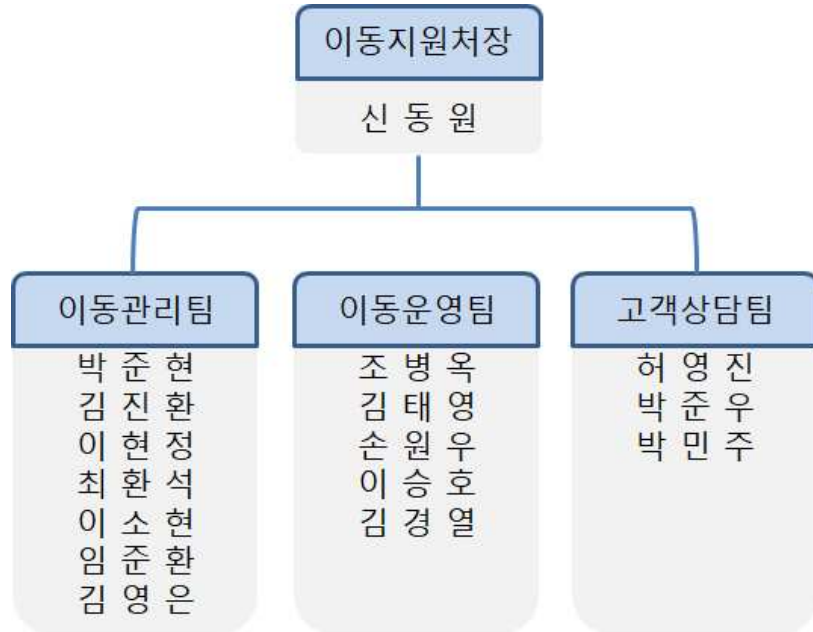 이동지원처장
신 동 원
이동관리팀
박 준 현
김 진 환
이 현 정
최 환 석
이 소 현
임 준 환
김 영 은
이동운영팀
조 병 옥
김 태 영
손 원 우
이 승 호
김 경 열
고객상담팀
허 영 진
박 준 우
박 민 주